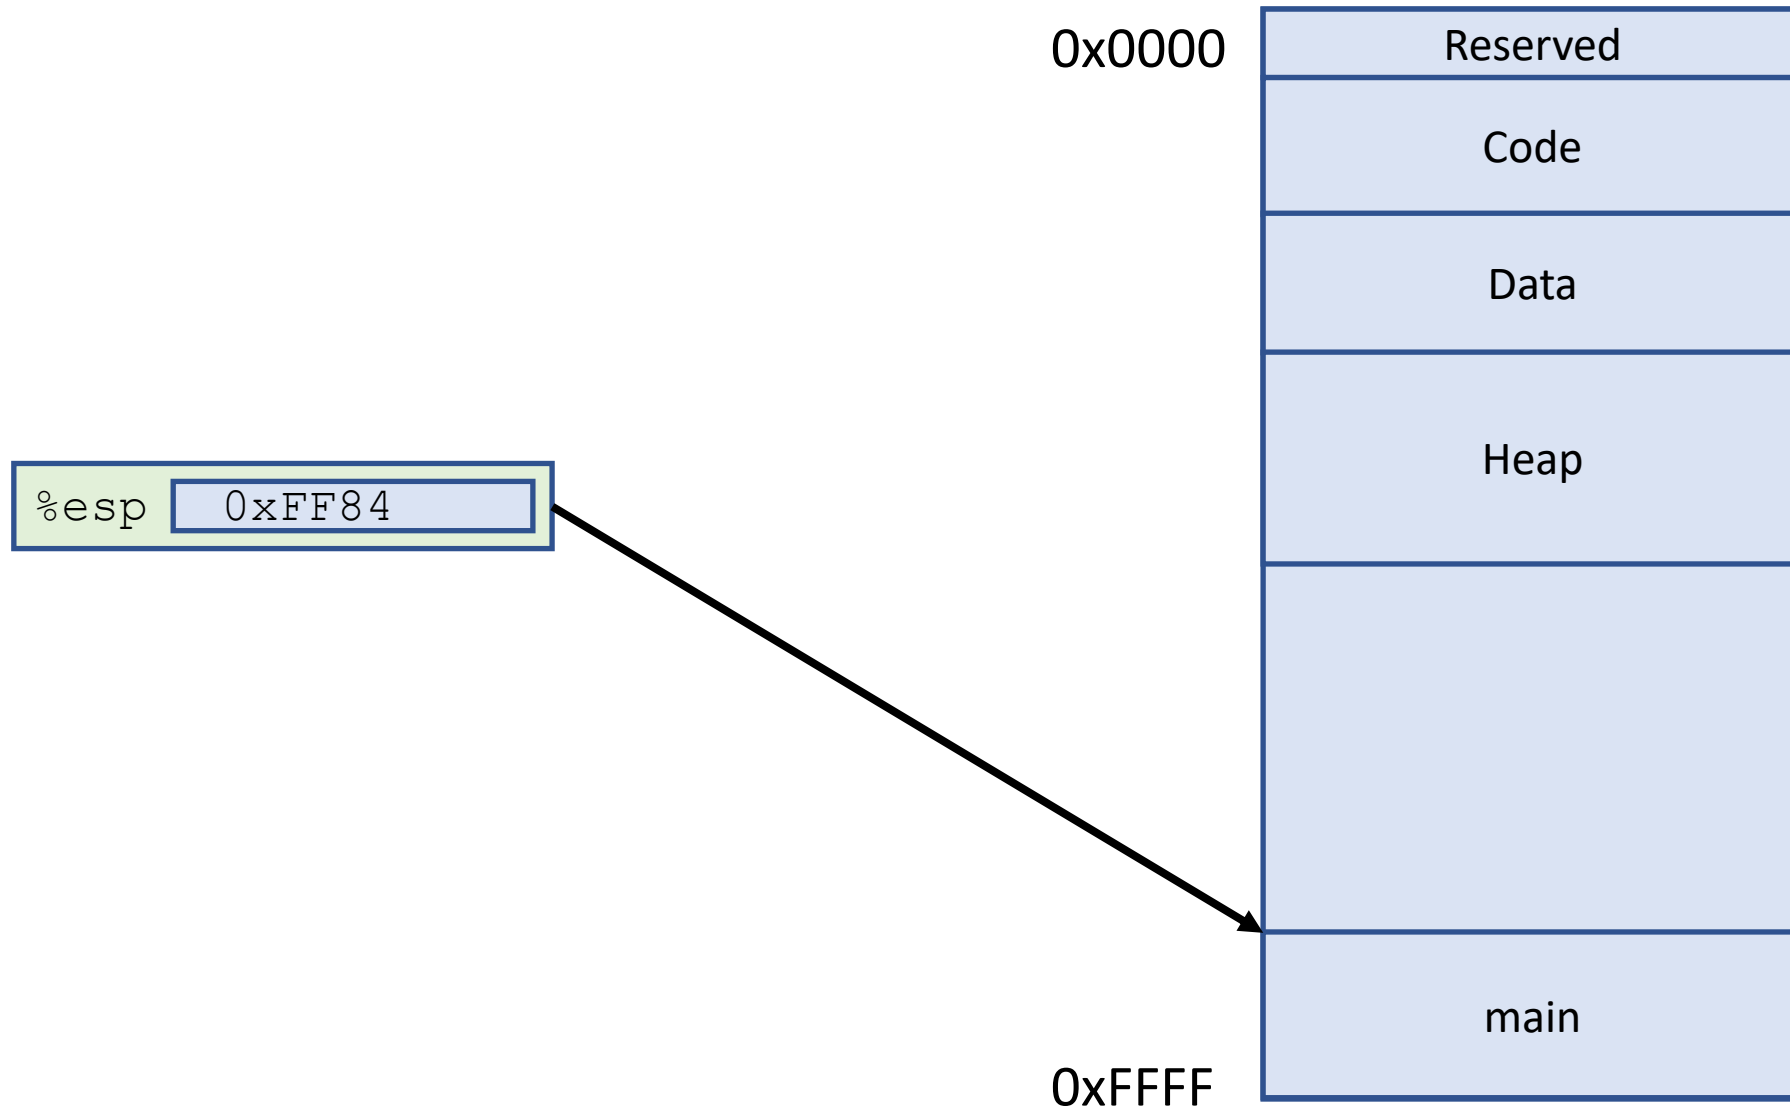 0x0000
Reserved
Code
Data
Heap
%esp 0xFF84
main
0xFFFF